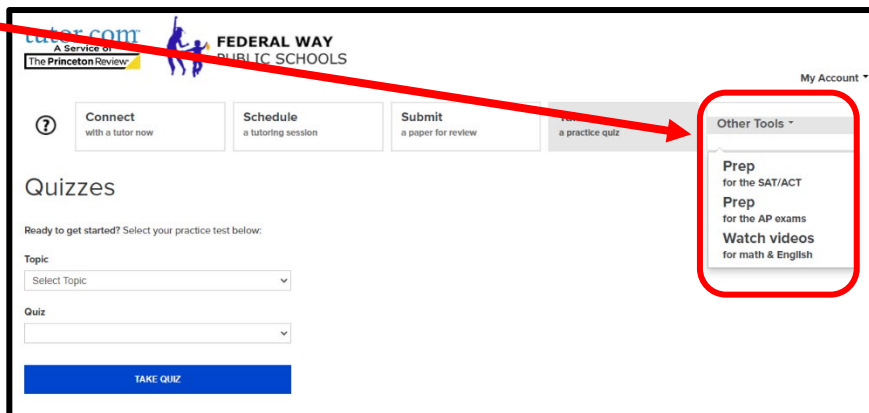 tutor.com
A Service of
The Princeton Review
FEDERAL WAY
PUBLIC SCHOOLS
My Account
Connect
with a tutor now
Schedule
a tutoring session
Submit
a paper for review
a practice quiz
Other Tools
Prep
for the SAT/ACT
Prep
for the AP exams
Watch videos
for math & English
Quizzes
Ready to get started? Select your practice test below:
Topic
Select Topic
Quiz
TAKE QUIZ